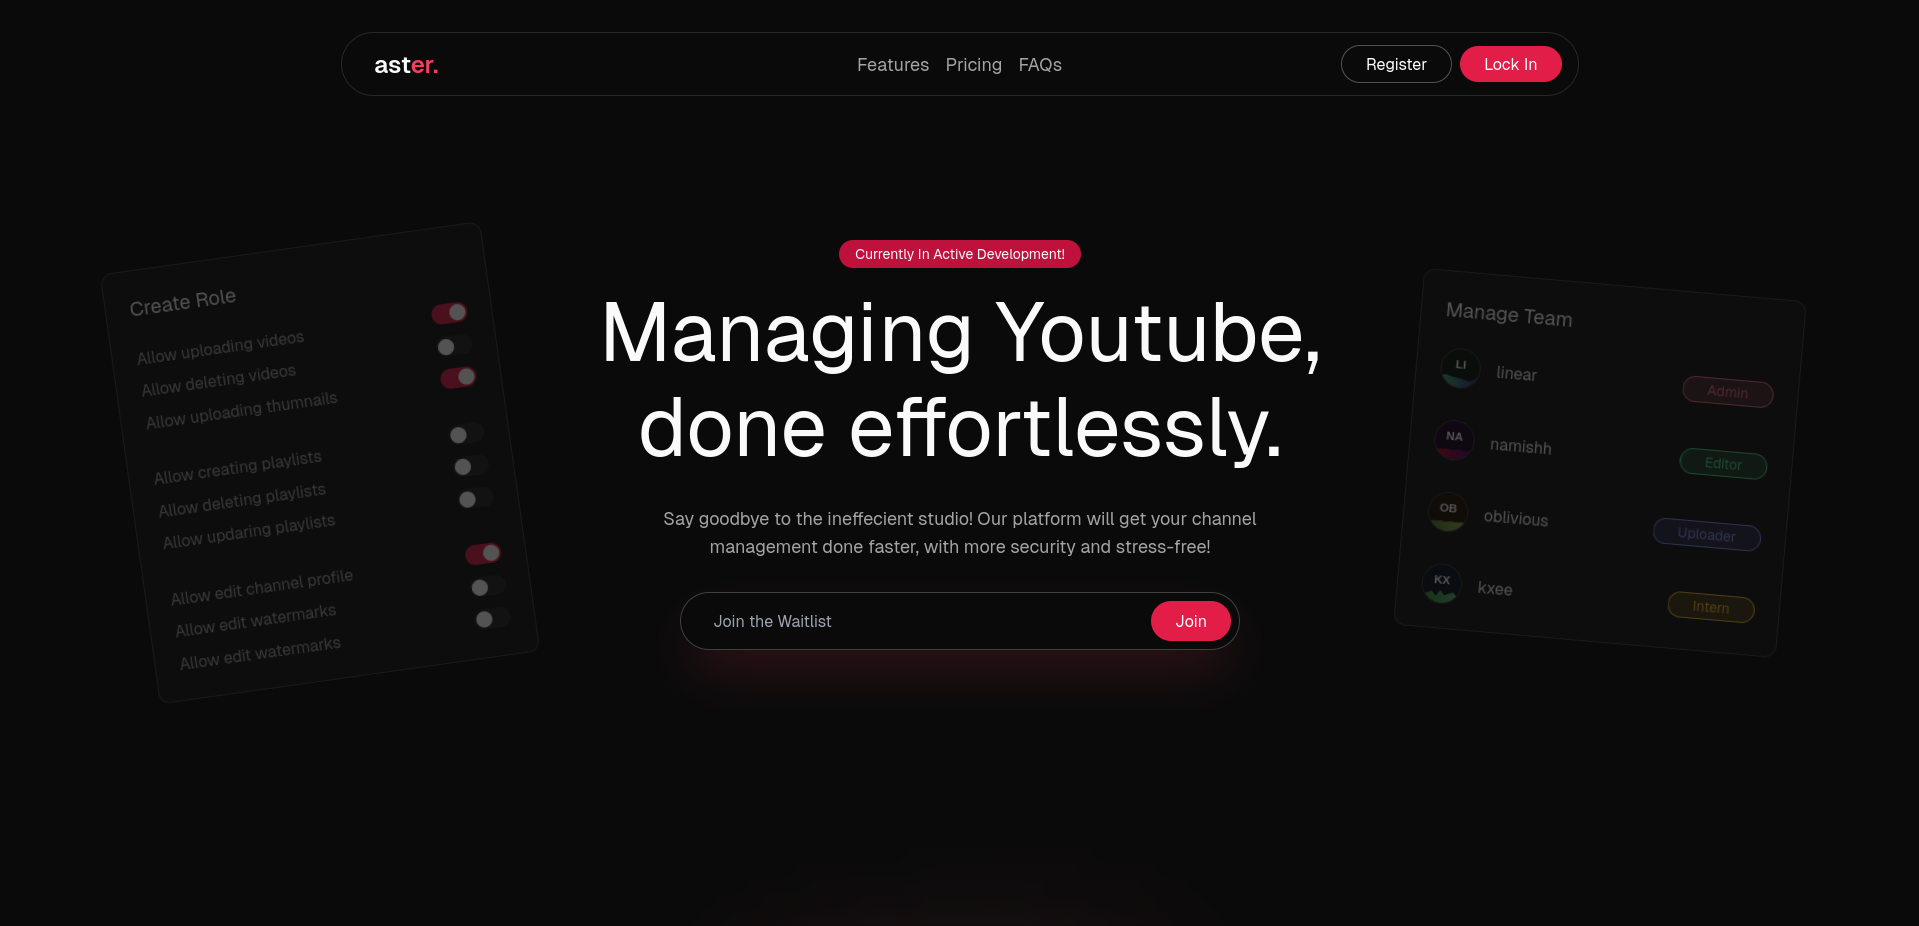 aster.
Features Pricing FAQs
Register
Lock In
Currently In Active Development!
Managing Youtube,
done effortlessly.
Say goodbye to the ineffecient studio! Our platform will get your channel
management done faster, with more security and stress-free!
Join the Waitlist
Join
Create Role
Allow uploading videos
Allow deleting videos
Allow uploading thumnails
Allow creating playlists
Allow deleting playlists
Allow updaring playlists
Allow edit channel profile
Allow edit watermarks
Allow edit watermarks
Manage Team
LI linear Admin
NA namishh Editor
OB oblivious Uploader
KX kxee Intern